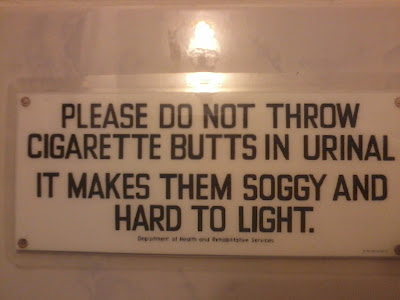 PLEASE DO NOT THROW
CIGARETTE BUTTS IN URINAL
IT MAKES THEM SOGGY AND
HARD TO LIGHT.
Department of Health and Rehabilitative Services